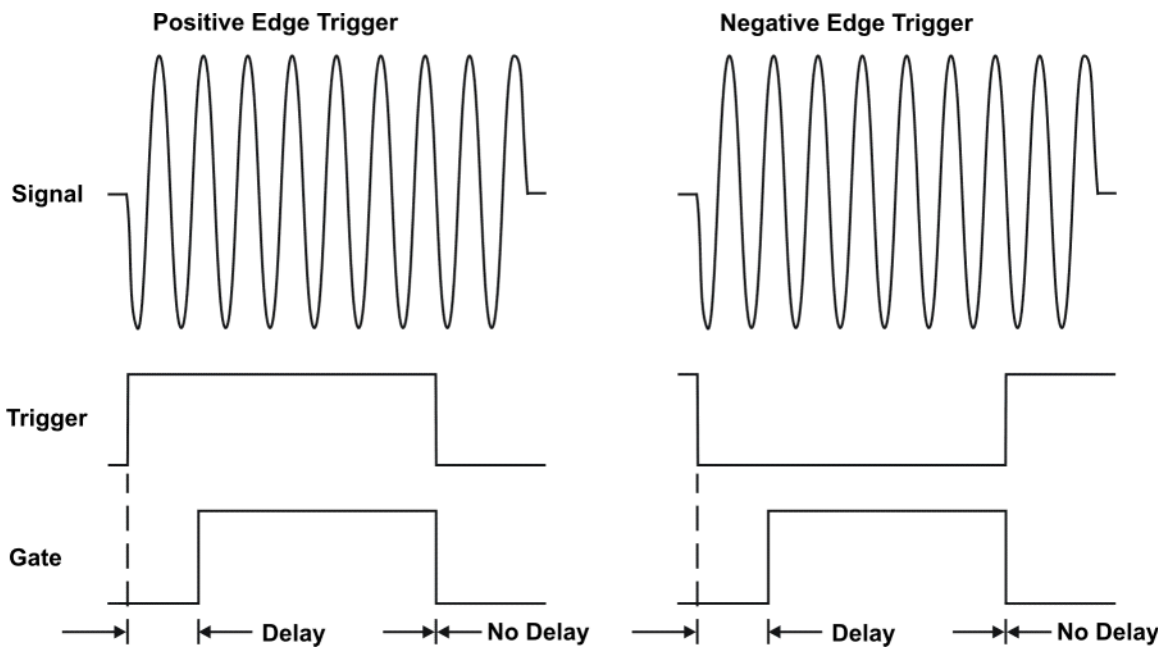 Positive Edge Trigger
Negative Edge Trigger
Signal
Trigger
Gate
Delay
No Delay
Delay
No Delay